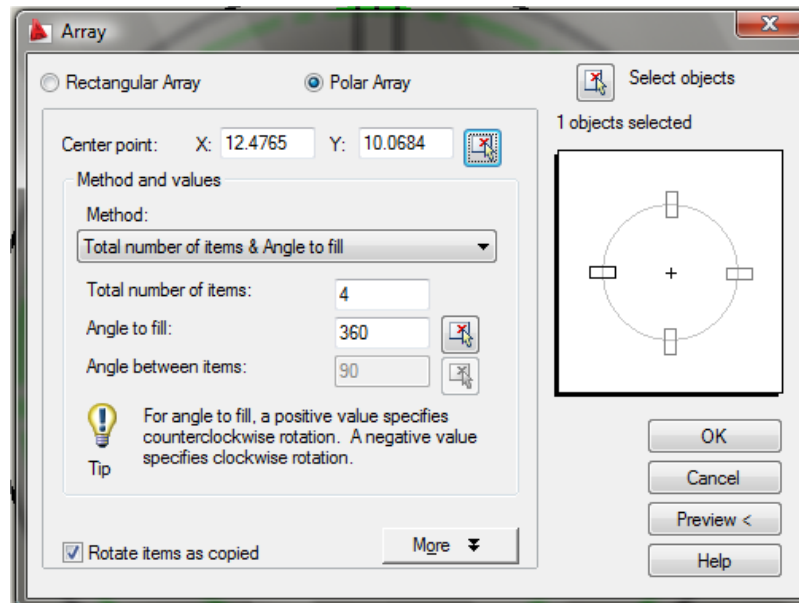 Array
Rectangular Array
Polar Array
Select objects
1 objects selected
Center point: X: 12.4765 Y: 10.0684
Method and values
Method:
Total number of items & Angle to fill
Total number of items: 4
Angle to fill: 360
Angle between items: 90
For angle to fill, a positive value specifies
counterclockwise rotation. A negative value
specifies clockwise rotation.
Tip
Rotate items as copied
More
OK
Cancel
Preview <
Help